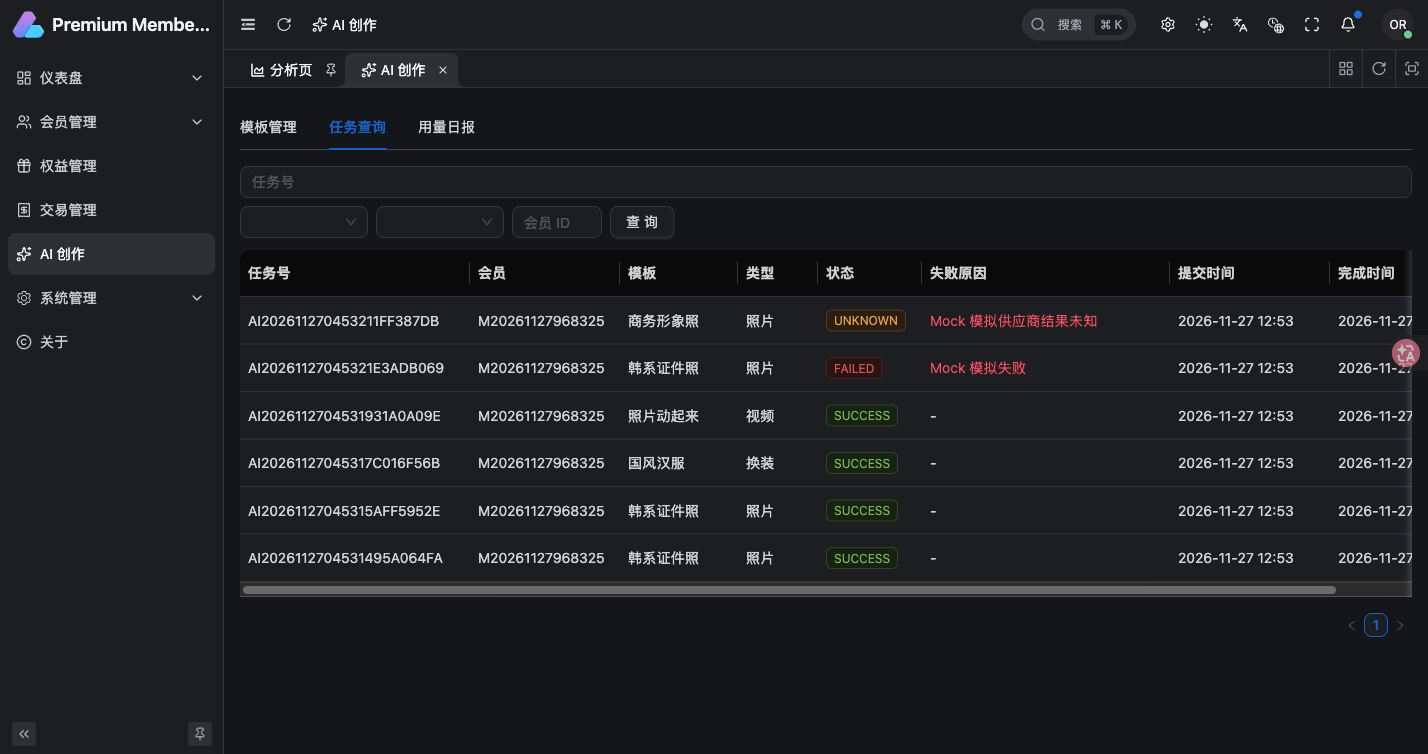 Premium Membe...
AI 创作
搜索 ⌘ K
OR
仪表盘
会员管理
权益管理
交易管理
AI 创作
系统管理
关于
分析页
AI 创作
模板管理 任务查询 用量日报
任务号
会员 ID 查 询
任务号 会员 模板 类型 状态 失败原因 提交时间 完成时间
AI202611270453211FF387DB M20261127968325 商务形象照 照片 UNKNOWN Mock 模拟供应商结果未知 2026-11-27 12:53 2026-11-27
AI20261127045321E3ADB069 M20261127968325 韩系证件照 照片 FAILED Mock 模拟失败 2026-11-27 12:53 2026-11-27
AI2026112704531931A0A09E M20261127968325 照片动起来 视频 SUCCESS - 2026-11-27 12:53 2026-11-27
AI20261127045317C016F56B M20261127968325 国风汉服 换装 SUCCESS - 2026-11-27 12:53 2026-11-27
AI20261127045315AFF5952E M20261127968325 韩系证件照 照片 SUCCESS - 2026-11-27 12:53 2026-11-27
AI2026112704531495A064FA M20261127968325 韩系证件照 照片 SUCCESS - 2026-11-27 12:53 2026-11-27
1